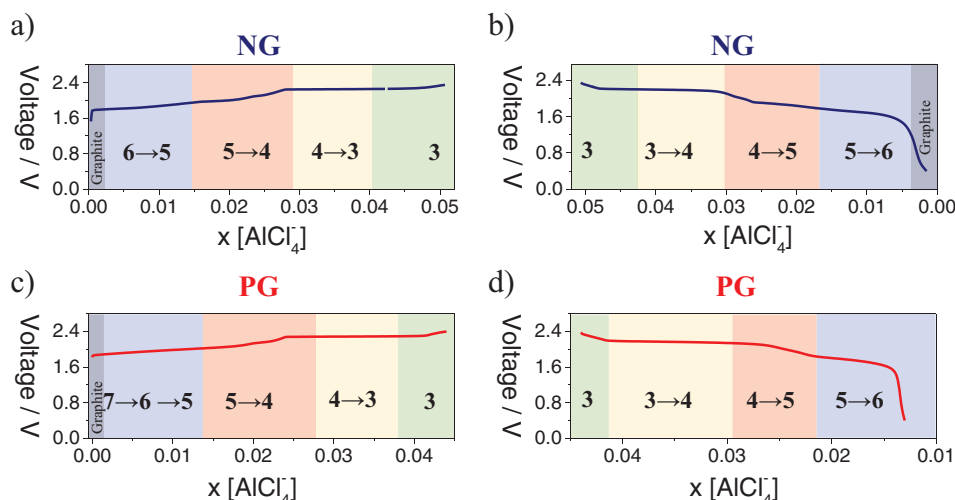 a)
NG
Voltage / V
2.4
1.6
0.8
0.0
Graphite
6→5
5→4
4→3
3
0.00 0.01 0.02 0.03 0.04 0.05
x [AlCl₄⁻]
b)
NG
Voltage / V
2.4
1.6
0.8
0.0
3
3→4
4→5
5→6
Graphite
0.05 0.04 0.03 0.02 0.01 0.00
x [AlCl₄⁻]
c)
PG
Voltage / V
2.4
1.6
0.8
0.0
Graphite
7→6→5
5→4
4→3
3
0.00 0.01 0.02 0.03 0.04
x [AlCl₄⁻]
d)
PG
Voltage / V
2.4
1.6
0.8
0.0
3
3→4
4→5
5→6
0.04 0.03 0.02 0.01
x [AlCl₄⁻]